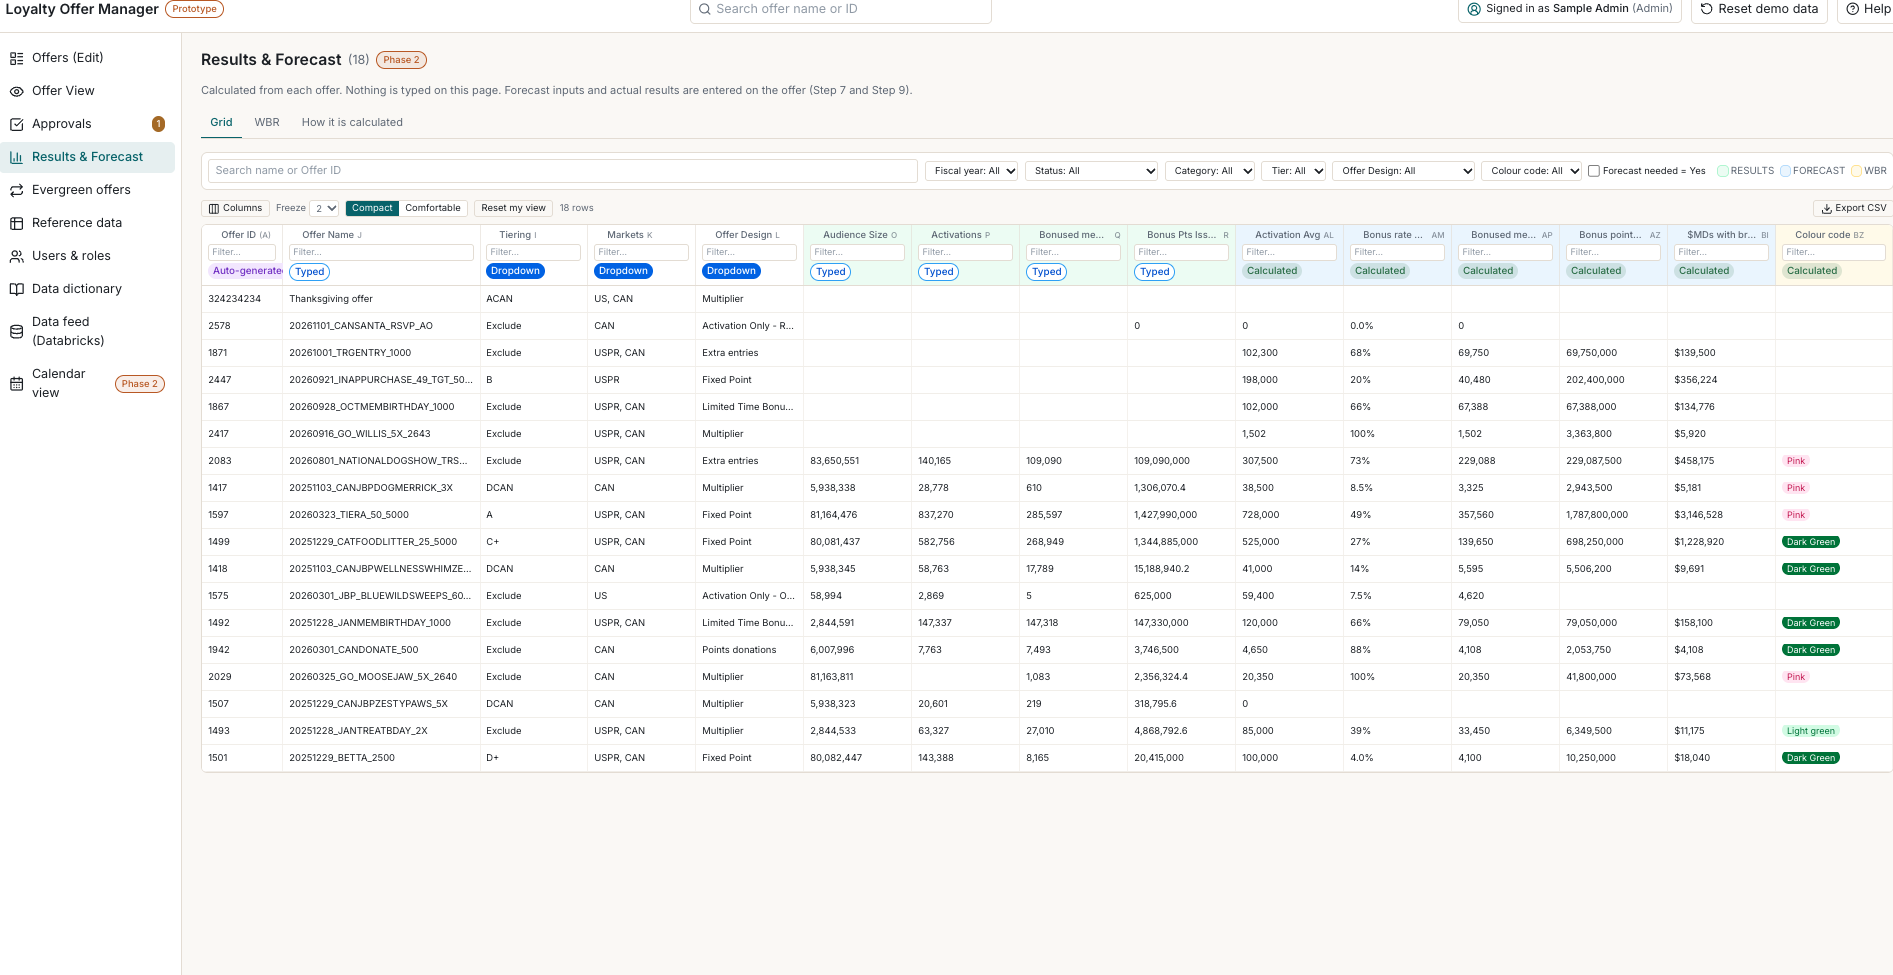 Loyalty Offer Manager Prototype Search offer name or ID Signed in as Sample Admin (Admin) Reset demo data Help
Offers (Edit)
Offer View
Approvals 1
Results & Forecast
Evergreen offers
Reference data
Users & roles
Data dictionary
Data feed
(Databricks)
Calendar
view
Phase 2
Results & Forecast (18) Phase 2
Calculated from each offer. Nothing is typed on this page. Forecast inputs and actual results are entered on the offer (Step 7 and Step 9).
Grid WBR How it is calculated
Search name or Offer ID Fiscal year: All Status: All Category: All Tier: All Offer Design: All Colour code: All Forecast needed = Yes RESULTS FORECAST WBR
Columns Freeze 2 Compact Comfortable Reset my view 18 rows Export CSV
Offer ID (A) Offer Name J Tiering I Markets K Offer Design L Audience Size O Activations P Bonused me... Q Bonus Pts Iss... R Activation Avg AL Bonus rate ... AM Bonused me... AP Bonus point... AZ $MDs with br... BI Colour code BZ
Filter... Filter... Filter... Filter... Filter... Filter... Filter... Filter... Filter... Filter... Filter... Filter... Filter... Filter... Filter...
Auto-generated Typed Dropdown Dropdown Dropdown Typed Typed Typed Typed Calculated Calculated Calculated Calculated Calculated Calculated
324234234 Thanksgiving offer ACAN US, CAN Multiplier
2578 20261101_CANSANTA_RSVP_AO Exclude CAN Activation Only - R... 0 0 0.0% 0
1871 20261001_TRGENTRY_1000 Exclude USPR, CAN Extra entries 102,300 68% 69,750 69,750,000 $139,500
2447 20260921_INAPPURCHASE_49_TGT_50... B USPR Fixed Point 198,000 20% 40,480 202,400,000 $356,224
1867 20260928_OCTMEMBIRTHDAY_1000 Exclude USPR, CAN Limited Time Bonu... 102,000 66% 67,388 67,388,000 $134,776
2417 20260916_GO_WILLIS_5X_2643 Exclude USPR, CAN Multiplier 1,502 100% 1,502 3,363,800 $5,920
2083 20260801_NATIONALDOGSHOW_TRS... Exclude USPR, CAN Extra entries 83,650,551 140,165 109,090 109,090,000 307,500 73% 229,088 229,087,500 $458,175 Pink
1417 20251103_CANJBPDOGMERRICK_3X DCAN CAN Multiplier 5,938,338 28,778 610 1,306,070.4 38,500 8.5% 3,325 2,943,500 $5,181 Pink
1597 20260323_TIERA_50_5000 A USPR, CAN Fixed Point 81,164,476 837,270 285,597 1,427,990,000 728,000 49% 357,560 1,787,800,000 $3,146,528 Pink
1499 20251229_CATFOODLITTER_25_5000 C+ USPR, CAN Fixed Point 80,081,437 582,756 268,949 1,344,885,000 525,000 27% 139,650 698,250,000 $1,228,920 Dark Green
1418 20251103_CANJBPWELLNESSWHIMZE... DCAN CAN Multiplier 5,938,345 58,763 17,789 15,188,940.2 41,000 14% 5,595 5,506,200 $9,691 Dark Green
1575 20260301_JBP_BLUEWILDSWEEPS_60... Exclude US Activation Only - O... 58,994 2,869 5 625,000 59,400 7.5% 4,620
1492 20251228_JANMEMBIRTHDAY_1000 Exclude USPR, CAN Limited Time Bonu... 2,844,591 147,337 147,318 147,330,000 120,000 66% 79,050 79,050,000 $158,100 Dark Green
1942 20260301_CANDONATE_500 Exclude CAN Points donations 6,007,996 7,763 7,493 3,746,500 4,650 88% 4,108 2,053,750 $4,108 Dark Green
2029 20260325_GO_MOOSEJAW_5X_2640 Exclude CAN Multiplier 81,163,811 1,083 2,356,324.4 20,350 100% 20,350 41,800,000 $73,568 Pink
1507 20251229_CANJBPZESTYPAWS_5X DCAN CAN Multiplier 5,938,323 20,601 219 318,795.6 0
1493 20251228_JANTREATBDAY_2X Exclude USPR, CAN Multiplier 2,844,533 63,327 27,010 4,868,792.6 85,000 39% 33,450 6,349,500 $11,175 Light green
1501 20251229_BETTA_2500 D+ USPR, CAN Fixed Point 80,082,447 143,388 8,165 20,415,000 100,000 4.0% 4,100 10,250,000 $18,040 Dark Green